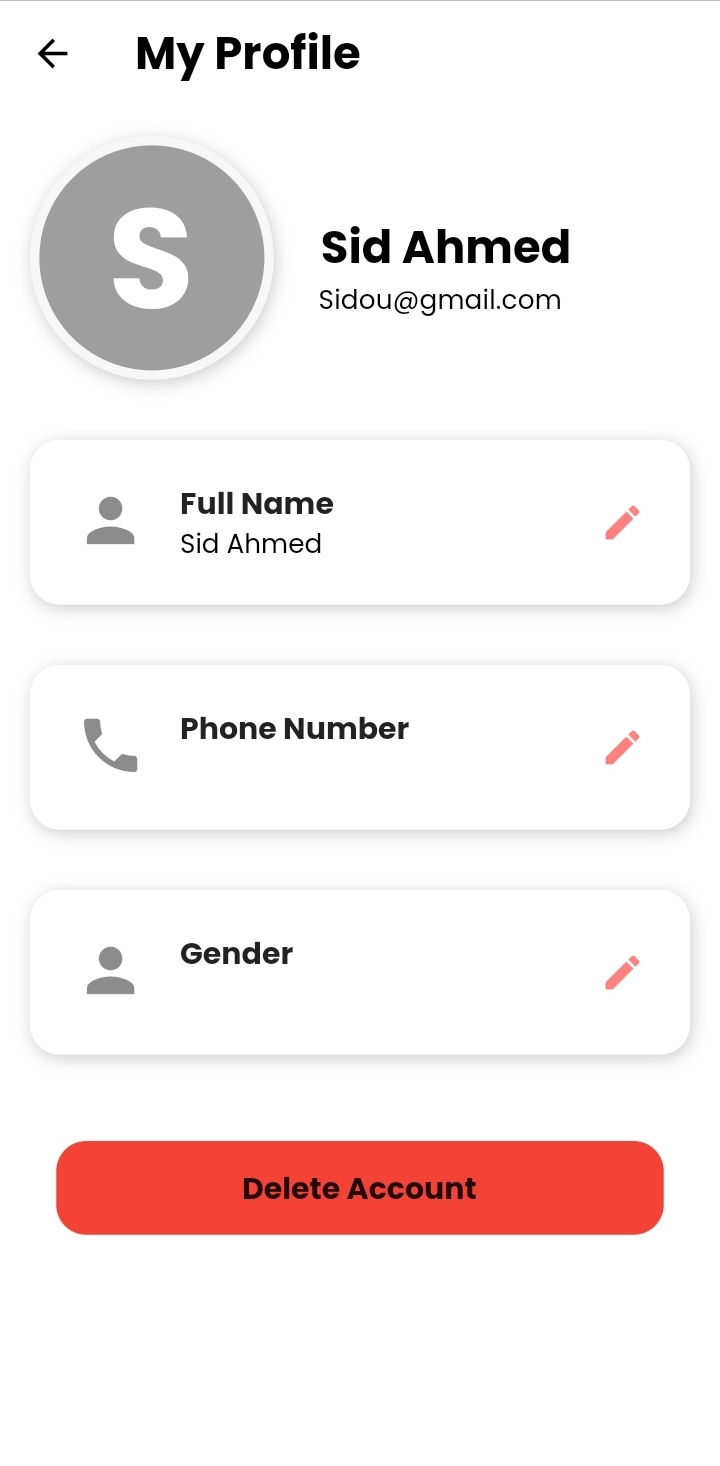 My Profile
S
Sid Ahmed
Sidou@gmail.com
Full Name
Sid Ahmed
Phone Number
Gender
Delete Account